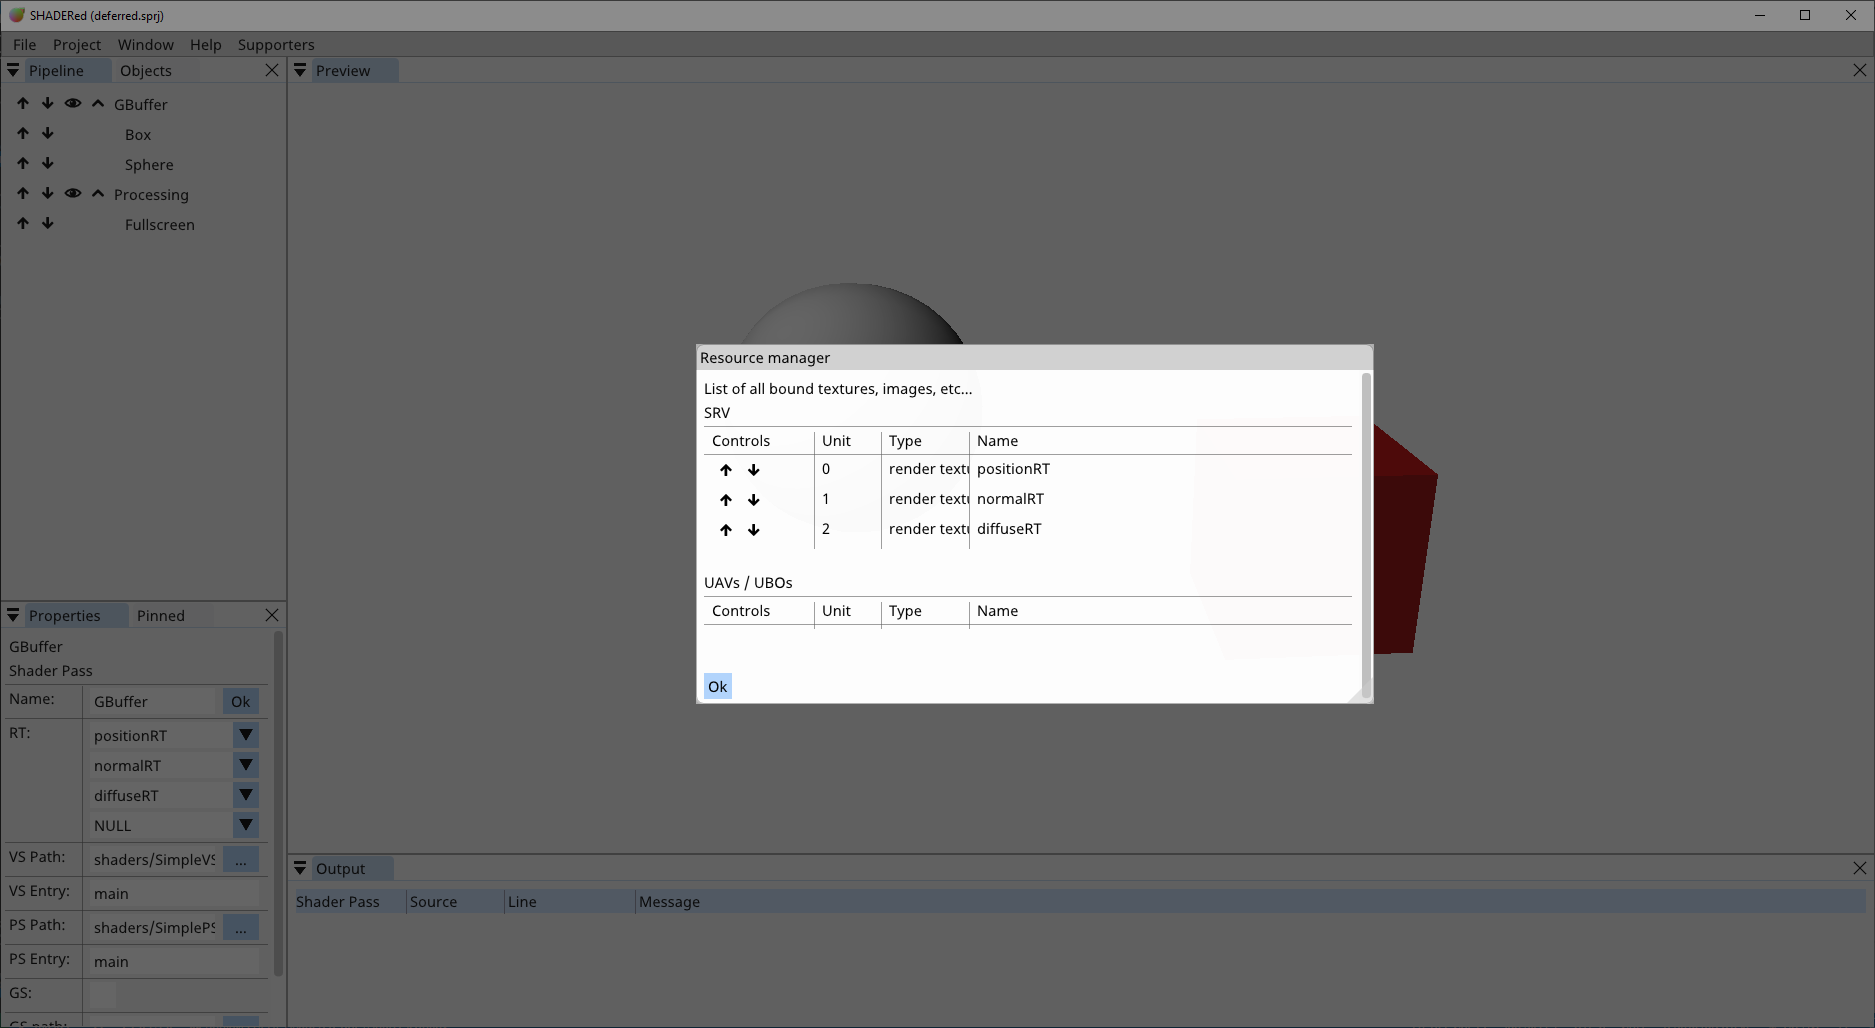 SHADERed (deferred.sprj)
File Project Window Help Supporters
Pipeline Objects
GBuffer
Box
Sphere
Processing
Fullscreen
Preview
Resource manager
List of all bound textures, images, etc...
SRV
Controls Unit Type Name
0 render textu positionRT
1 render textu normalRT
2 render textu diffuseRT
UAVs / UBOs
Controls Unit Type Name
Ok
Properties Pinned
GBuffer
Shader Pass
Name: GBuffer Ok
RT: positionRT
normalRT
diffuseRT
NULL
VS Path: shaders/SimpleVS ...
VS Entry: main
PS Path: shaders/SimplePS ...
PS Entry: main
GS:
GS path:
Output
Shader Pass Source Line Message